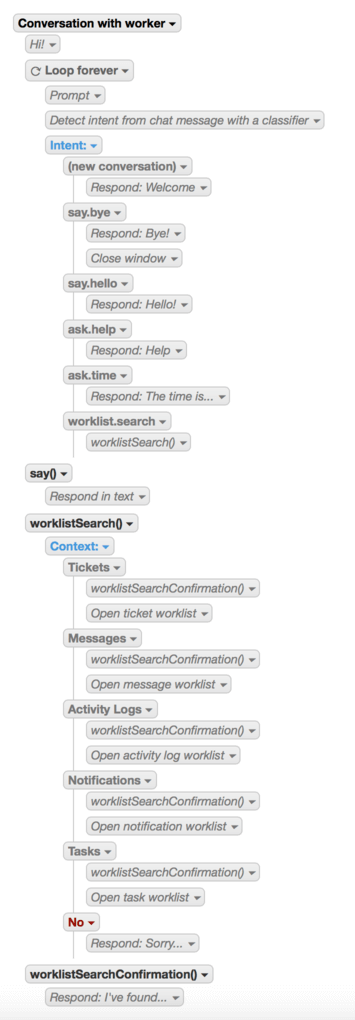 Conversation with worker
Hi!
Loop forever
Prompt
Detect intent from chat message with a classifier
Intent:
(new conversation)
Respond: Welcome
say.bye
Respond: Bye!
Close window
say.hello
Respond: Hello!
ask.help
Respond: Help
ask.time
Respond: The time is...
worklist.search
worklistSearch()
say()
Respond in text
worklistSearch()
Context:
Tickets
worklistSearchConfirmation()
Open ticket worklist
Messages
worklistSearchConfirmation()
Open message worklist
Activity Logs
worklistSearchConfirmation()
Open activity log worklist
Notifications
worklistSearchConfirmation()
Open notification worklist
Tasks
worklistSearchConfirmation()
Open task worklist
No
Respond: Sorry...
worklistSearchConfirmation()
Respond: I've found...